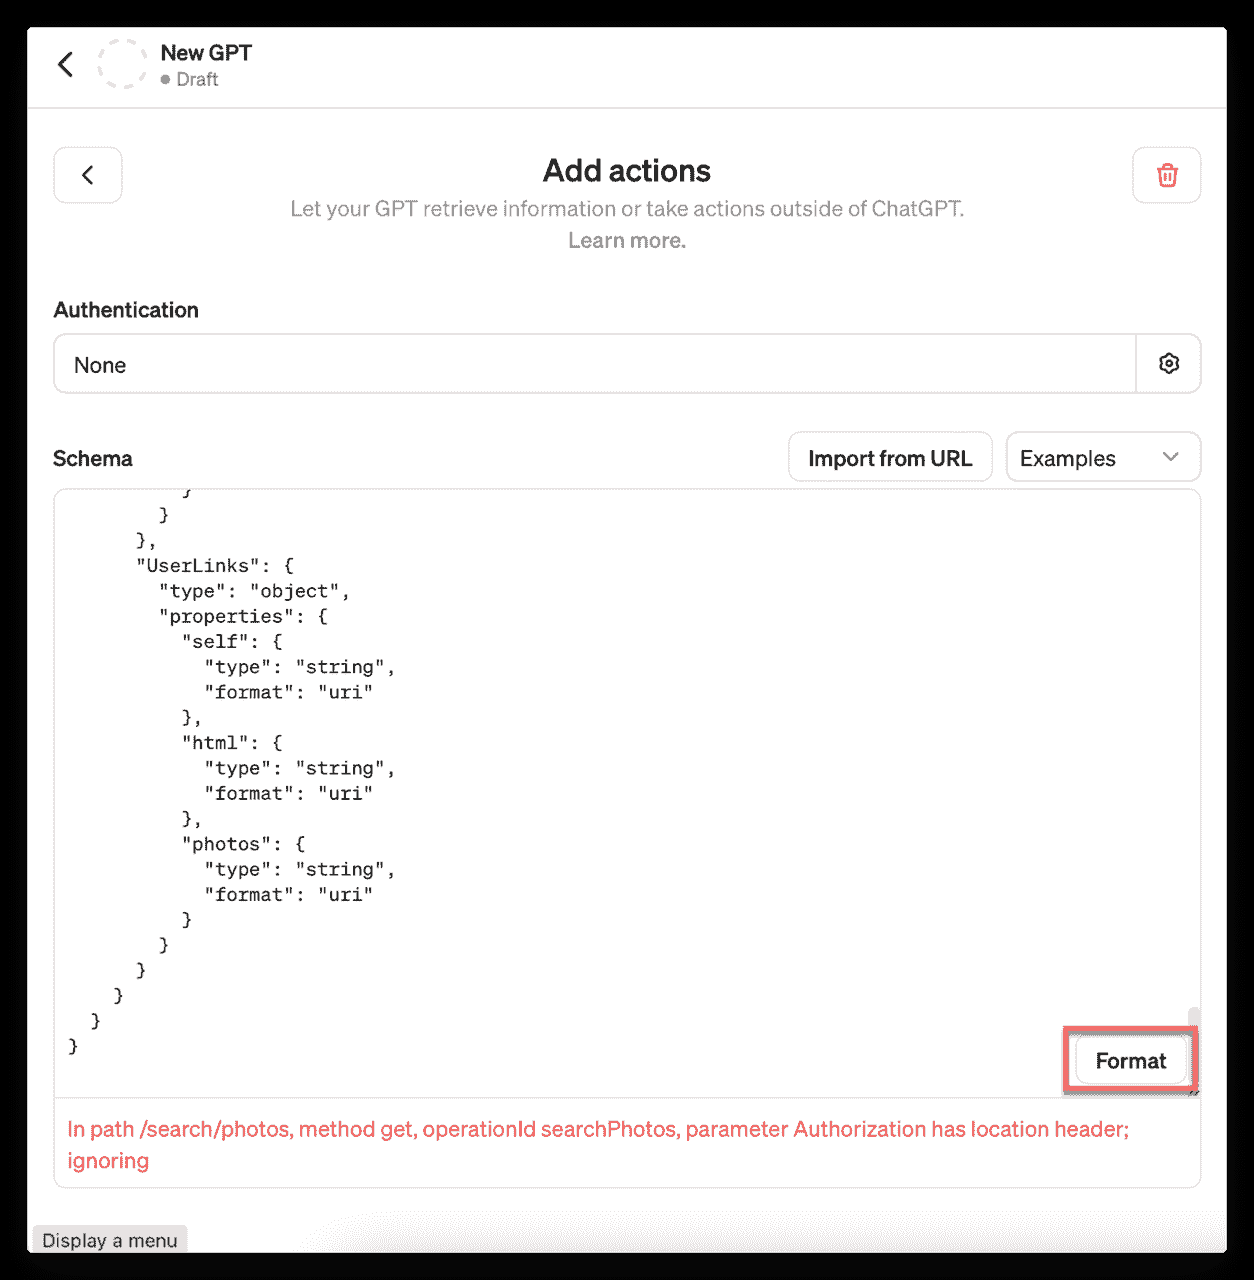 New GPT
Draft
Add actions
Let your GPT retrieve information or take actions outside of ChatGPT.
Learn more.
Authentication
None
Schema
Import from URL
Examples
}
}
},
"UserLinks": {
"type": "object",
"properties": {
"self": {
"type": "string",
"format": "uri"
},
"html": {
"type": "string",
"format": "uri"
},
"photos": {
"type": "string",
"format": "uri"
}
}
}
}
}
}
Format
In path /search/photos, method get, operationId searchPhotos, parameter Authorization has location header;
ignoring
Display a menu